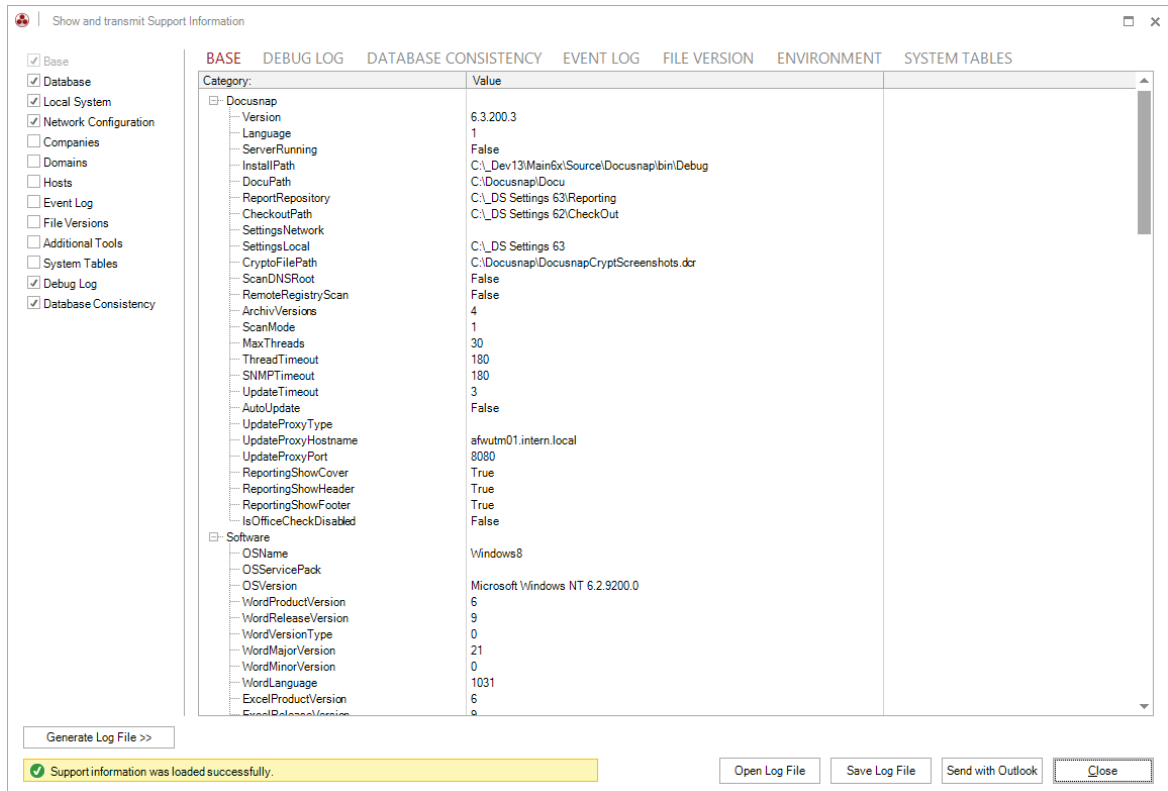 Show and transmit Support Information
Base
Database
Local System
Network Configuration
Companies
Domains
Hosts
Event Log
File Versions
Additional Tools
System Tables
Debug Log
Database Consistency
BASE DEBUG LOG DATABASE CONSISTENCY EVENT LOG FILE VERSION ENVIRONMENT SYSTEM TABLES
Category: Value
Docusnap
Version 6.3.200.3
Language 1
ServerRunning False
InstallPath C:\_Dev13\Main6x\Source\Docusnap\bin\Debug
DocuPath C:\Docusnap\Docu
ReportRepository C:\_DS Settings 63\Reporting
CheckoutPath C:\_DS Settings 62\CheckOut
SettingsNetwork
SettingsLocal C:\_DS Settings 63
CryptoFilePath C:\Docusnap\DocusnapCryptScreenshots.dcr
ScanDNSRoot False
RemoteRegistryScan False
ArchivVersions 4
ScanMode 1
MaxThreads 30
ThreadTimeout 180
SNMPTimeout 180
UpdateTimeout 3
AutoUpdate False
UpdateProxyType
UpdateProxyHostname afwutm01.intern.local
UpdateProxyPort 8080
ReportingShowCover True
ReportingShowHeader True
ReportingShowFooter True
IsOfficeCheckDisabled False
Software
OSName Windows8
OSServicePack
OSVersion Microsoft Windows NT 6.2.9200.0
WordProductVersion 6
WordReleaseVersion 9
WordVersionType 0
WordMajorVersion 21
WordMinorVersion 0
WordLanguage 1031
ExcelProductVersion 6
ExcelReleaseVersion 9
Generate Log File >>
Support information was loaded successfully.
Open Log File Save Log File Send with Outlook Close